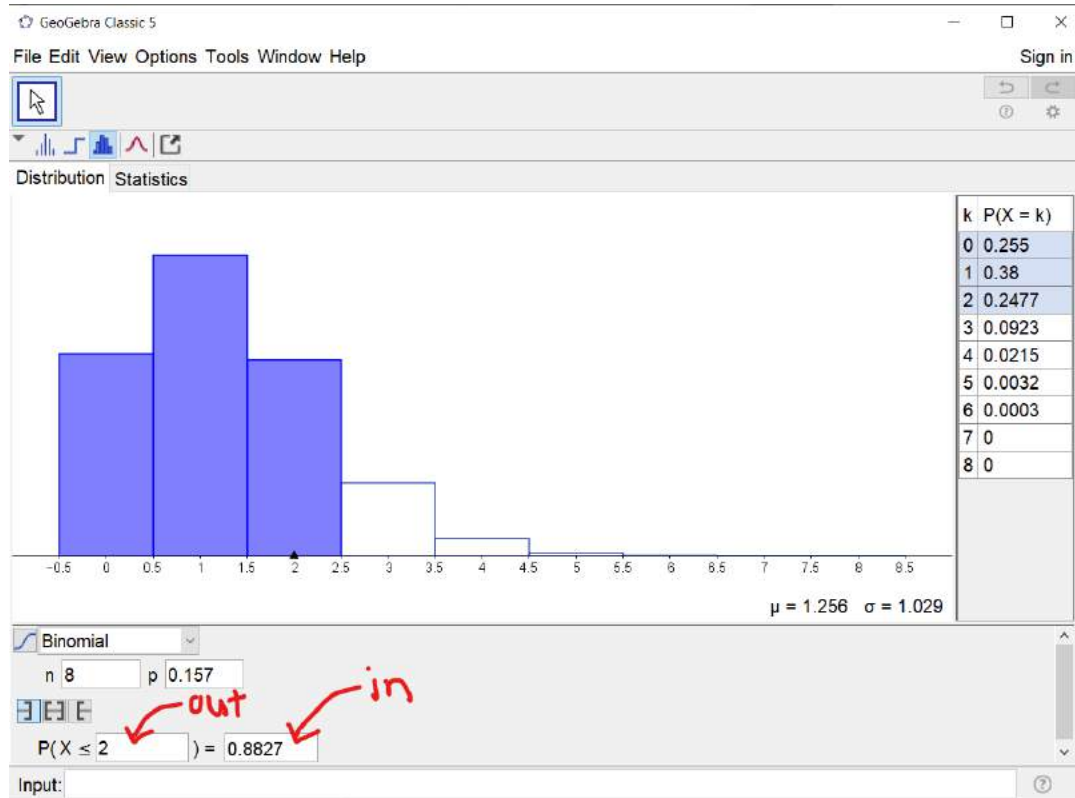 GeoGebra Classic 5
File Edit View Options Tools Window Help
Sign in
Distribution Statistics
k P(X = k)
0 0.255
1 0.38
2 0.2477
3 0.0923
4 0.0215
5 0.0032
6 0.0003
7 0
8 0
−0.5 0 0.5 1 1.5 2 2.5 3 3.5 4 4.5 5 5.5 6 6.5 7 7.5 8 8.5
μ = 1.256 σ = 1.029
Binomial
n 8 p 0.157
out in
P( X ≤ 2 ) = 0.8827
Input: